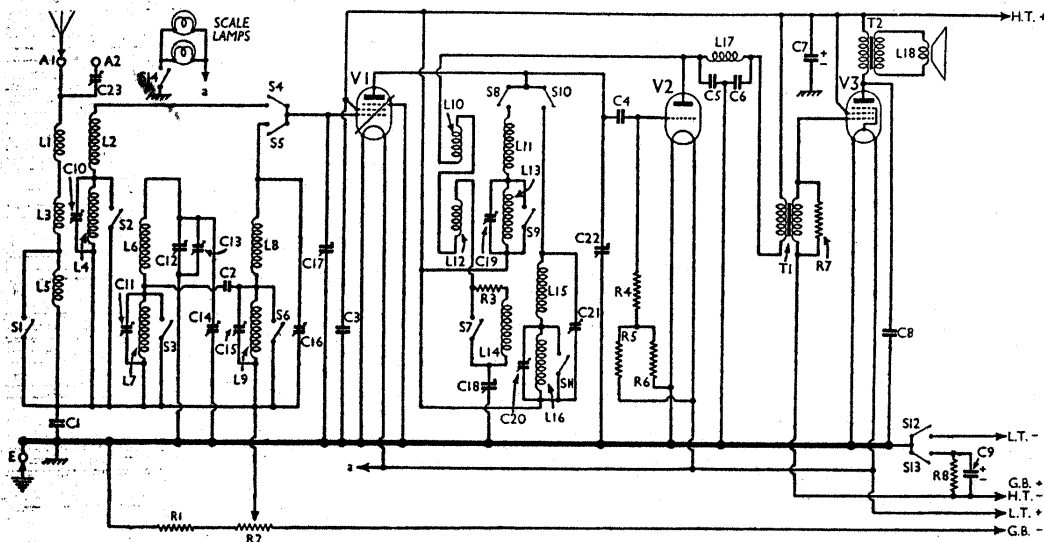 SCALE
LAMPS
H.T. +
A1
A2
C23
S14
a
V1
S4
S5
L1
L2
C10
L3
L4
S2
L5
S1
C1
E
L6
C12
C13
C11
L7
S3
C14
C2
C15
L8
L9
S6
C16
C17
C3
L10
L12
S8
S10
L11
L13
C19
S9
S7
R3
L14
C18
L15
C21
C20
L16
S11
C22
C4
V2
R4
R5
R6
L17
C5
C6
C7
+
-
T2
L18
V3
T1
R7
C8
S12
S13
R8
C9
+
-
L.T. -
G.B. +
H.T. -
L.T. +
G.B. -
a
R1
R2